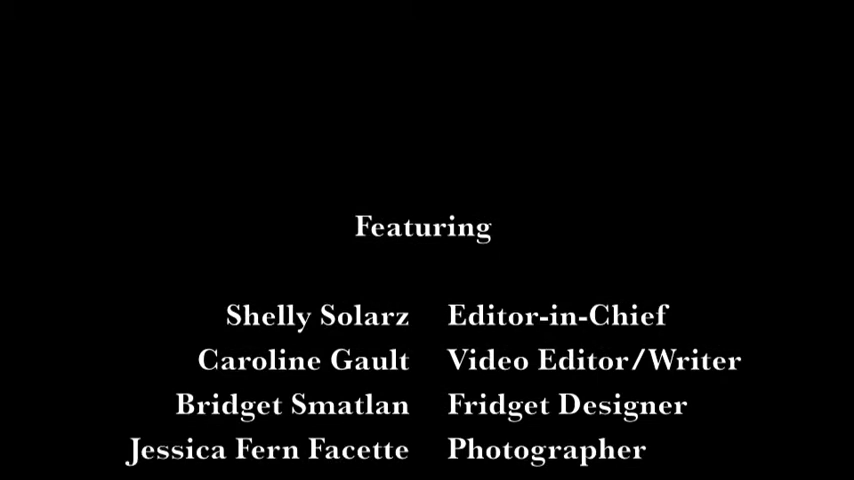 Featuring
Shelly Solarz Editor-in-Chief
Caroline Gault Video Editor/Writer
Bridget Smatlan Fridget Designer
Jessica Fern Facette Photographer